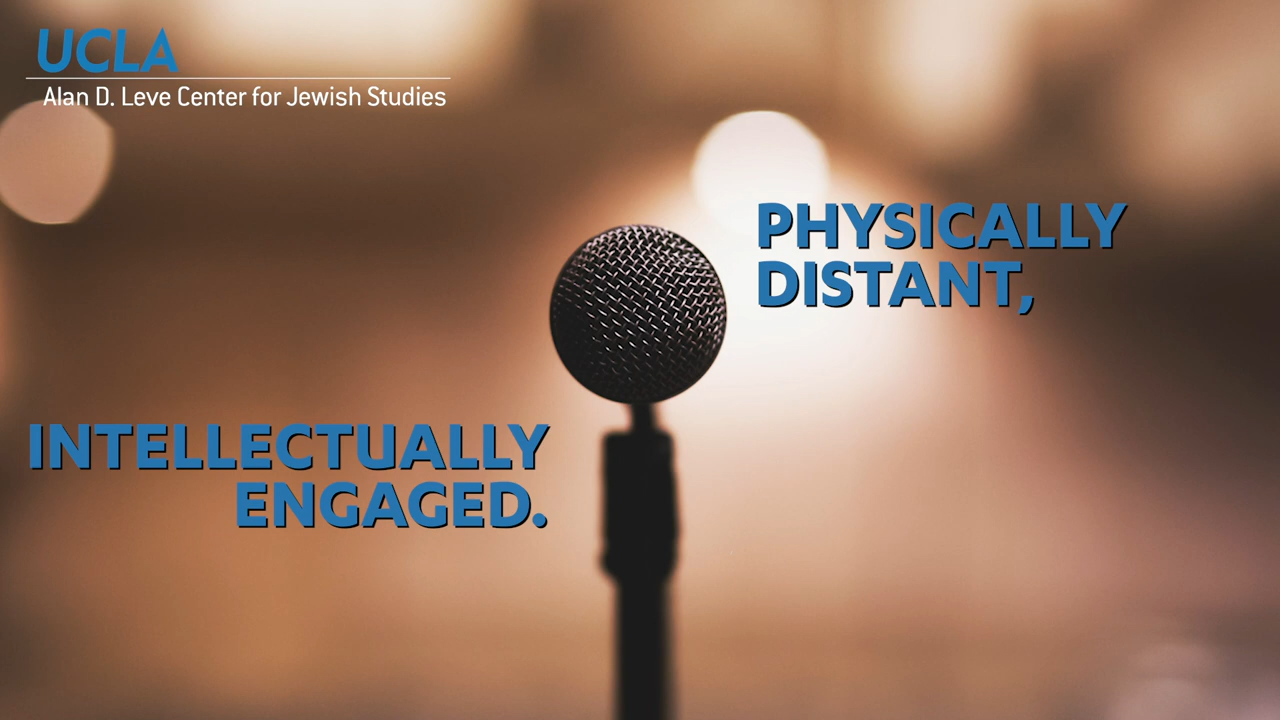 UCLA
Alan D. Leve Center for Jewish Studies
PHYSICALLY
DISTANT,
INTELLECTUALLY
ENGAGED.